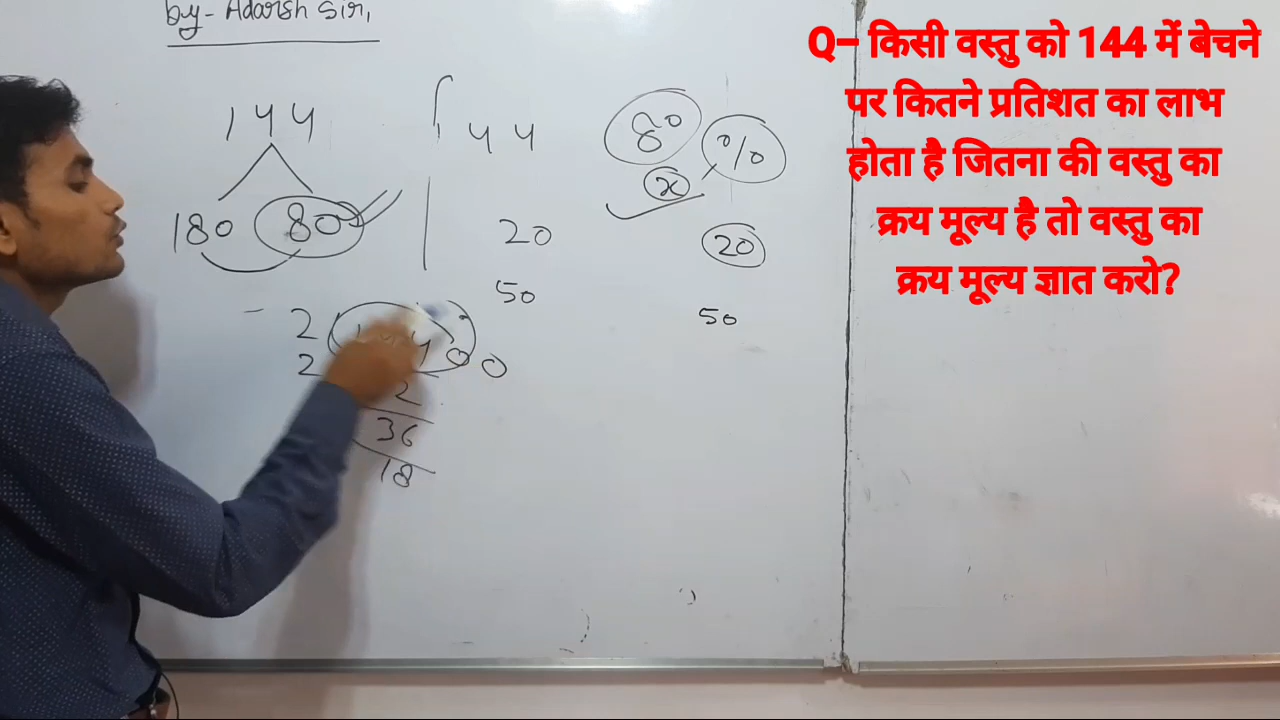 by- Adarsh Sir,
Q- किसी वस्तु को 144 में बेचने
पर कितने प्रतिशत का लाभ
होता है जितना की वस्तु का
क्रय मूल्य है तो वस्तु का
क्रय मूल्य ज्ञात करो?
144
180 80
144
20
50
80 %
x
20
50
2
2
2
36
18